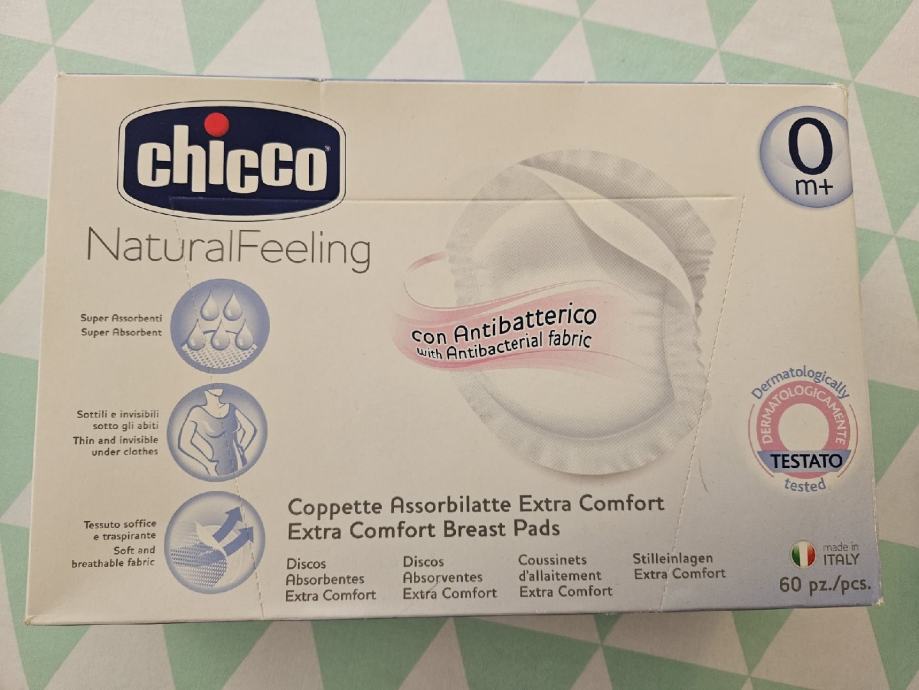 chicco
NaturalFeeling
0
m+
Super Assorbenti
Super Absorbent
con Antibatterico
with Antibacterial fabric
Sottili e invisibili
sotto gli abiti
Thin and invisible
under clothes
Dermatologically
DERMATOLOGICAMENTE
TESTATO
tested
Tessuto soffice
e traspirante
Soft and
breathable fabric
Coppette Assorbilatte Extra Comfort
Extra Comfort Breast Pads
Discos
Absorbentes
Extra Comfort
Discos
Absorventes
Extra Comfort
Coussinets
d'allaitement
Extra Comfort
Stilleinlagen
Extra Comfort
made in
ITALY
60 pz./pcs.